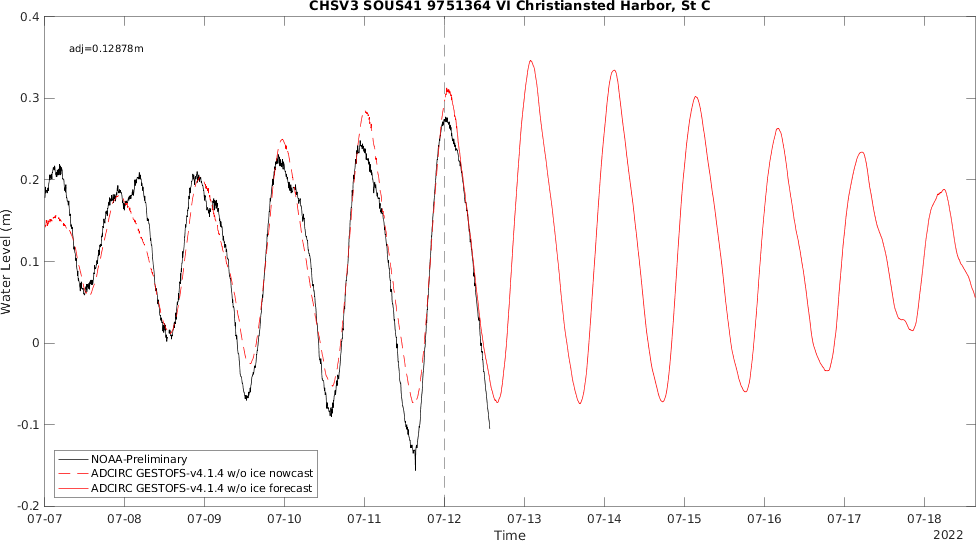 CHSV3 SOUS41 9751364 VI Christiansted Harbor, St C
adj=0.12878m
Water Level (m)
0.4
0.3
0.2
0.1
0
-0.1
-0.2
NOAA-Preliminary
ADCIRC GESTOFS-v4.1.4 w/o ice nowcast
ADCIRC GESTOFS-v4.1.4 w/o ice forecast
07-07 07-08 07-09 07-10 07-11 07-12 07-13 07-14 07-15 07-16 07-17 07-18
Time
2022